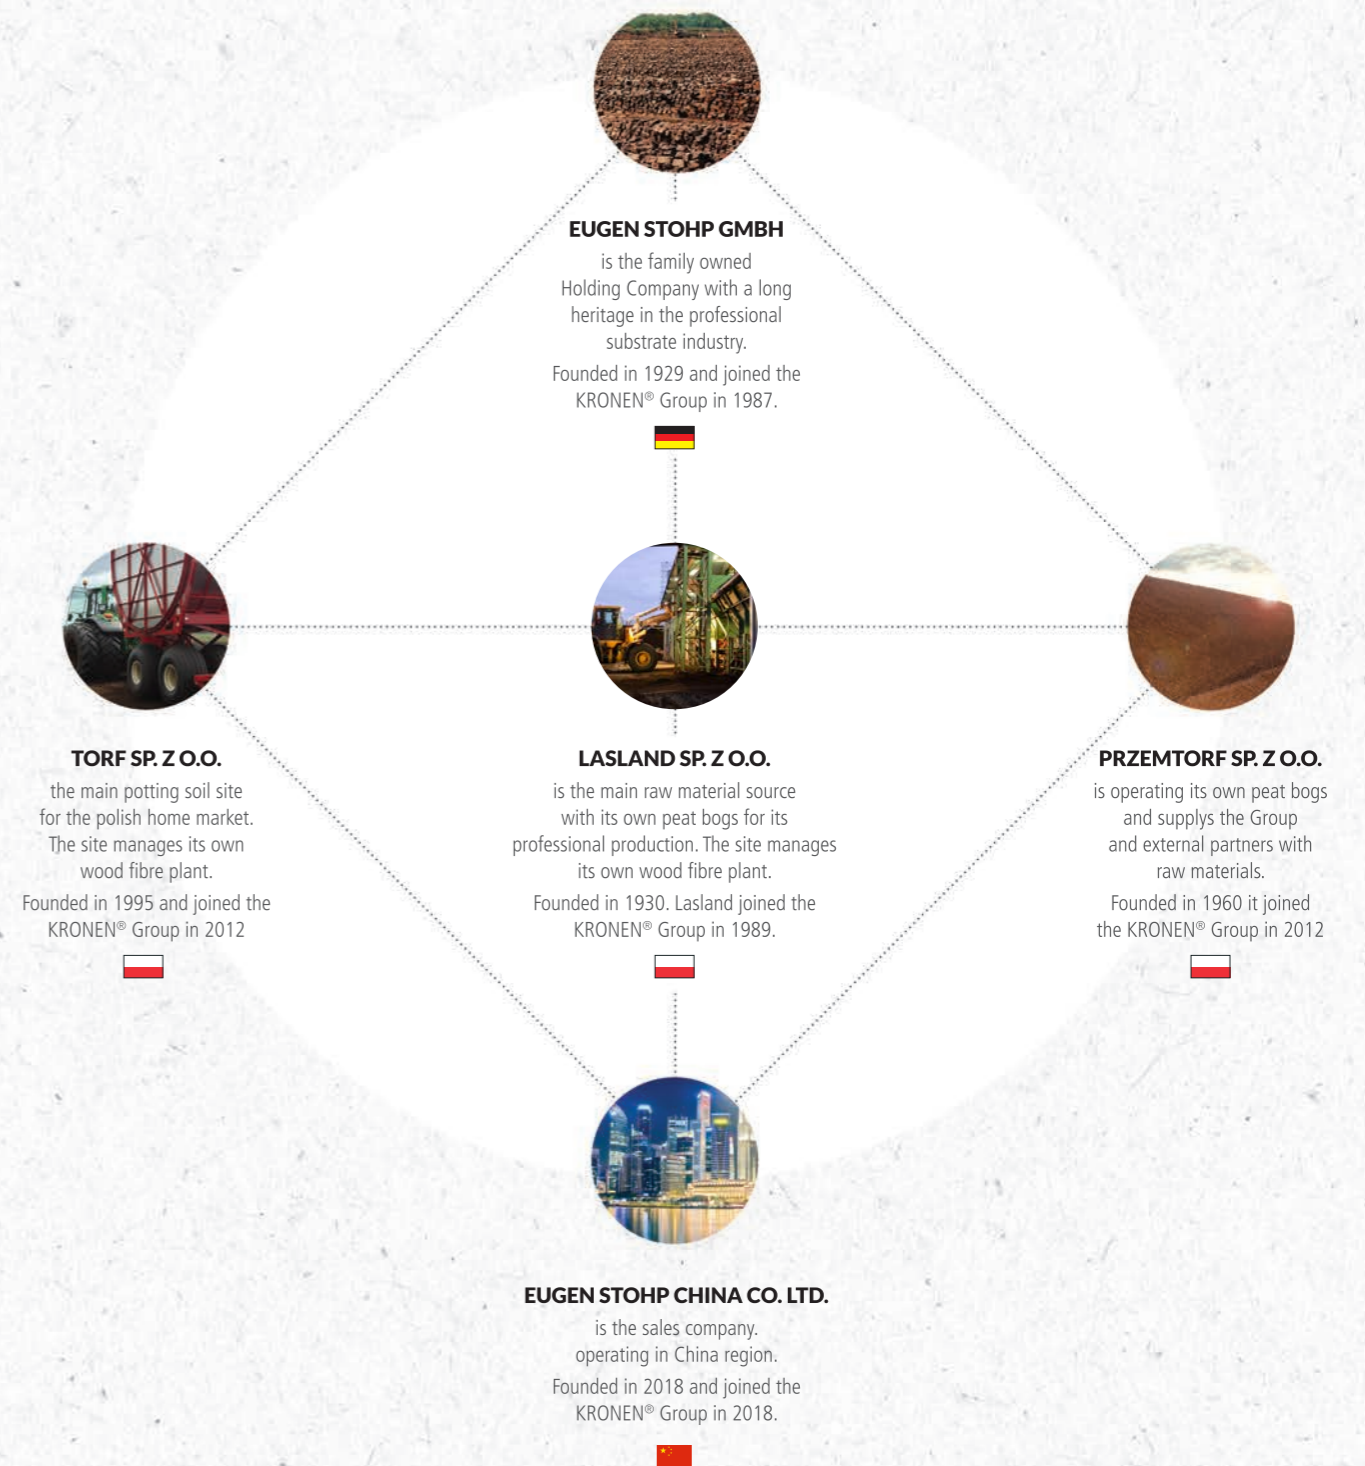 EUGEN STOHP GMBH
is the family owned
Holding Company with a long
heritage in the professional
substrate industry.
Founded in 1929 and joined the
KRONEN® Group in 1987.
TORF SP. Z O.O.
the main potting soil site
for the polish home market.
The site manages its own
wood fibre plant.
Founded in 1995 and joined the
KRONEN® Group in 2012
LASLAND SP. Z O.O.
is the main raw material source
with its own peat bogs for its
professional production. The site manages
its own wood fibre plant.
Founded in 1930. Lasland joined the
KRONEN® Group in 1989.
PRZEMTORF SP. Z O.O.
is operating its own peat bogs
and supplys the Group
and external partners with
raw materials.
Founded in 1960 it joined
the KRONEN® Group in 2012
EUGEN STOHP CHINA CO. LTD.
is the sales company.
operating in China region.
Founded in 2018 and joined the
KRONEN® Group in 2018.